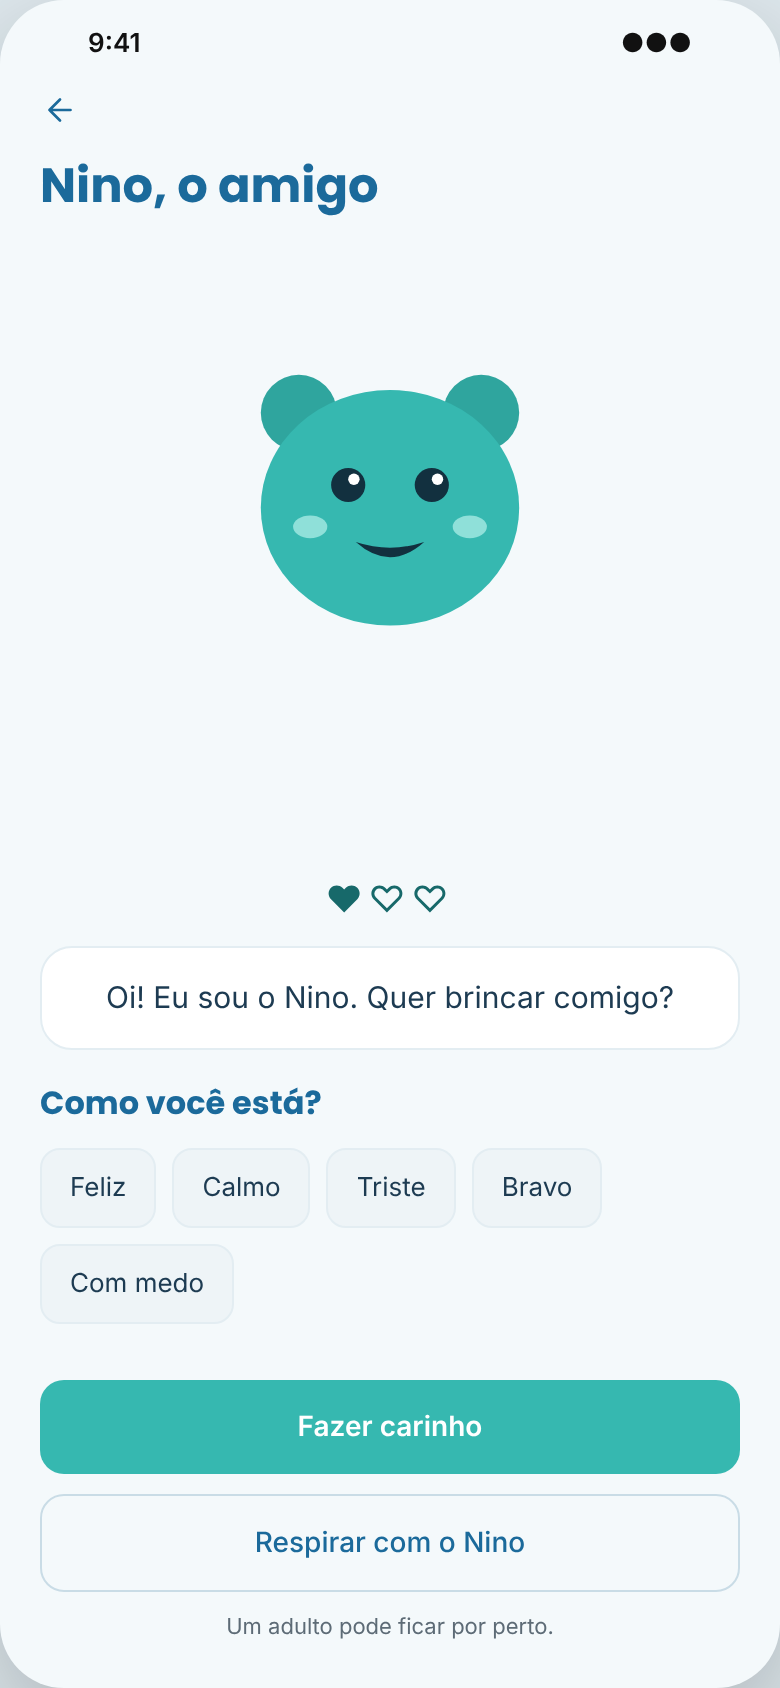 9:41
Nino, o amigo
Oi! Eu sou o Nino. Quer brincar comigo?
Como você está?
Feliz
Calmo
Triste
Bravo
Com medo
Fazer carinho
Respirar com o Nino
Um adulto pode ficar por perto.